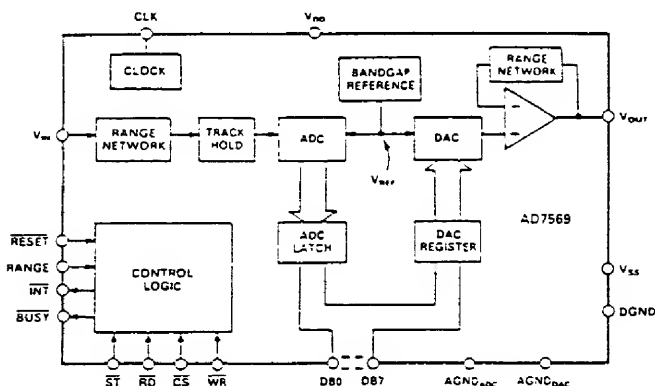 CLK
VDD
CLOCK
BANDGAP
REFERENCE
RANGE
NETWORK
VIN
RANGE
NETWORK
TRACK
HOLD
ADC
DAC
VOUT
VREF
AD7569
ADC
LATCH
DAC
REGISTER
RESET
RANGE
INT
BUSY
CONTROL
LOGIC
VSS
DGND
ST
RD
CS
WR
DB0
DB7
AGNDADC
AGNDDAC